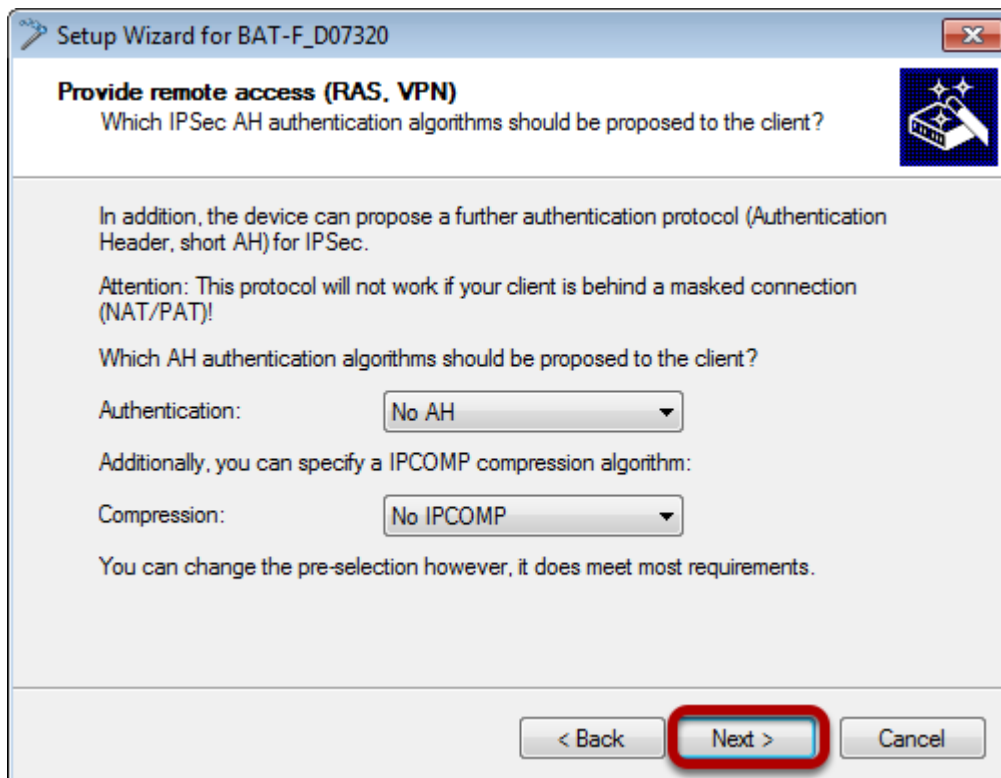 Setup Wizard for BAT-F_D07320
Provide remote access (RAS, VPN)
Which IPSec AH authentication algorithms should be proposed to the client?
In addition, the device can propose a further authentication protocol (Authentication
Header, short AH) for IPSec.
Attention: This protocol will not work if your client is behind a masked connection
(NAT/PAT)!
Which AH authentication algorithms should be proposed to the client?
Authentication: No AH
Additionally, you can specify a IPCOMP compression algorithm:
Compression: No IPCOMP
You can change the pre-selection however, it does meet most requirements.
< Back Next > Cancel